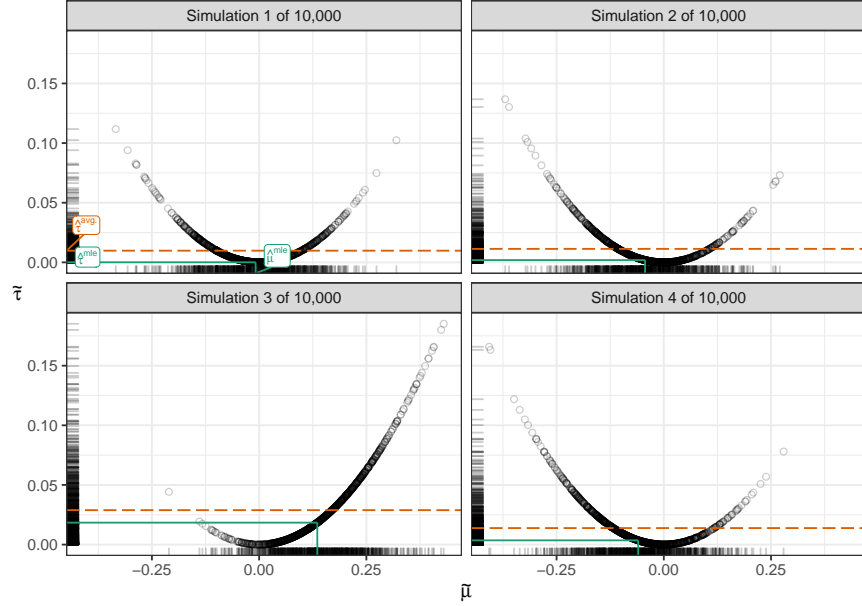 Simulation 1 of 10,000
Simulation 2 of 10,000
0.15
0.10
0.05
0.00
τ̂avg.
τ̂mle
μ̂mle
τ̃
Simulation 3 of 10,000
Simulation 4 of 10,000
0.15
0.10
0.05
0.00
−0.25 0.00 0.25 −0.25 0.00 0.25
μ̃